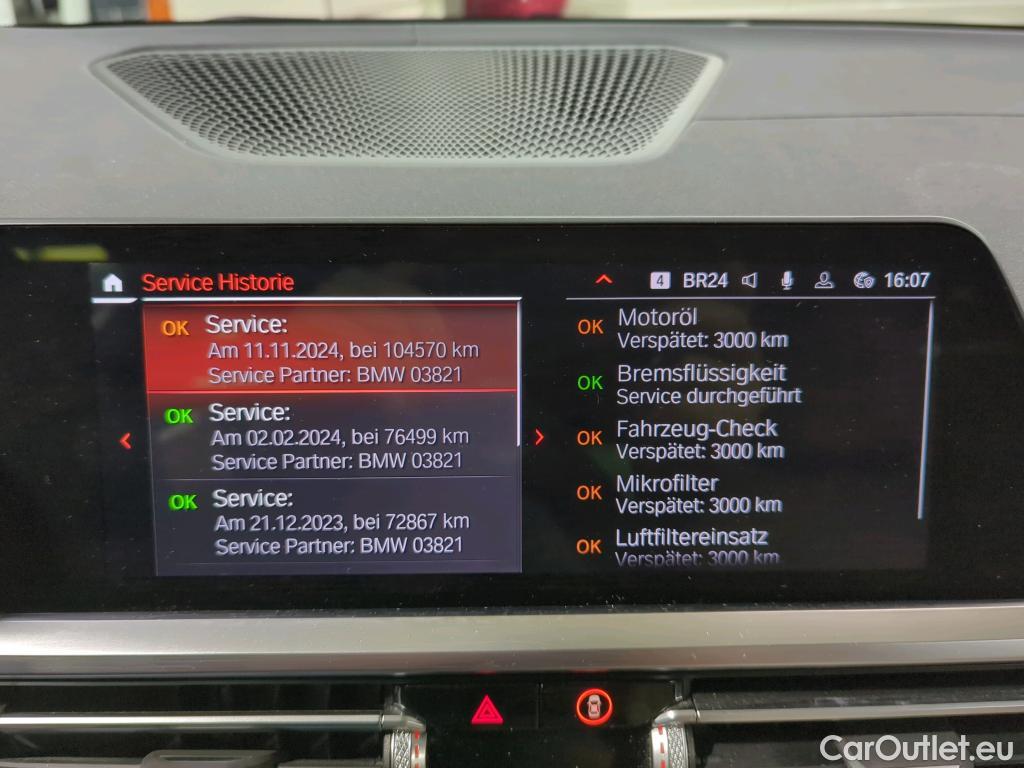 Service Historie
4 BR24 16:07
OK Service:
Am 11.11.2024, bei 104570 km
Service Partner: BMW 03821
OK Service:
Am 02.02.2024, bei 76499 km
Service Partner: BMW 03821
OK Service:
Am 21.12.2023, bei 72867 km
Service Partner: BMW 03821
OK Motoröl
Verspätet: 3000 km
OK Bremsflüssigkeit
Service durchgeführt
OK Fahrzeug-Check
Verspätet: 3000 km
OK Mikrofilter
Verspätet: 3000 km
OK Luftfiltereinsatz
Verspätet: 3000 km
CarOutlet.eu